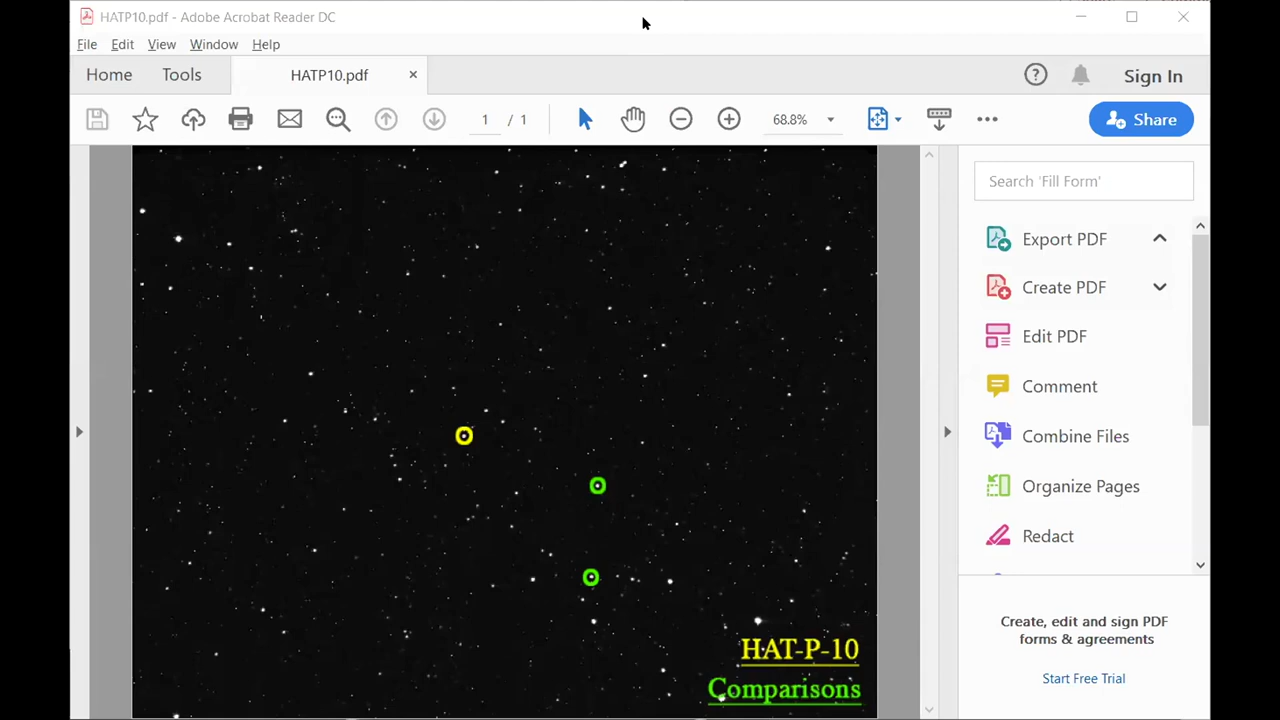 HATP10.pdf - Adobe Acrobat Reader DC
File Edit View Window Help
Home Tools HATP10.pdf × Sign In
1 / 1 68.8% Share
Search 'Fill Form'
Export PDF
Create PDF
Edit PDF
Comment
Combine Files
Organize Pages
Redact
Create, edit and sign PDF
forms & agreements
Start Free Trial
HAT-P-10
Comparisons